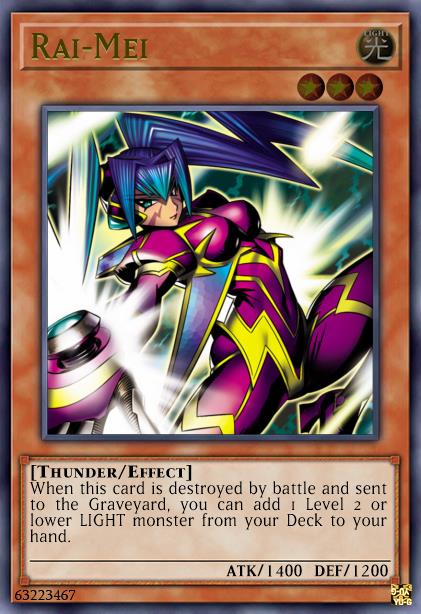 Rai-Mei
LIGHT
光
[Thunder/Effect]
When this card is destroyed by battle and sent
to the Graveyard, you can add 1 Level 2 or
lower LIGHT monster from your Deck to your
hand.
ATK/1400 DEF/1200
63223467